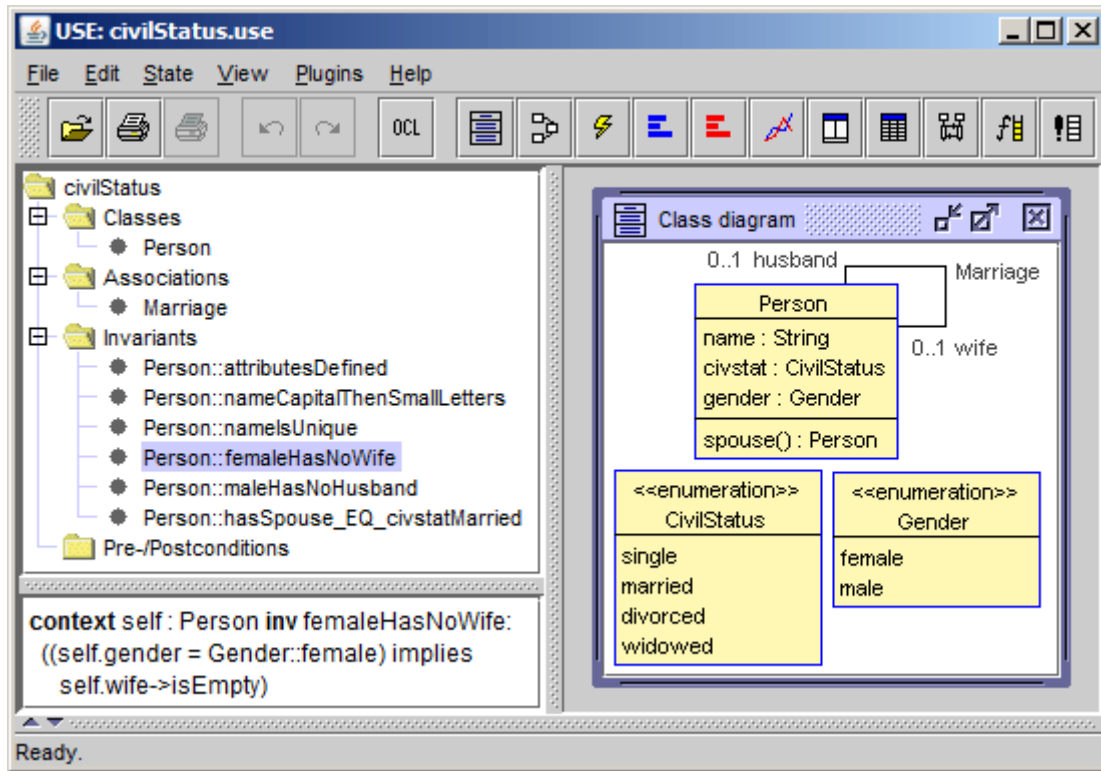 USE: civilStatus.use
File Edit State View Plugins Help
OCL
civilStatus
Classes
Person
Associations
Marriage
Invariants
Person::attributesDefined
Person::nameCapitalThenSmallLetters
Person::nameIsUnique
Person::femaleHasNoWife
Person::maleHasNoHusband
Person::hasSpouse_EQ_civstatMarried
Pre-/Postconditions
context self : Person inv femaleHasNoWife:
((self.gender = Gender::female) implies
self.wife->isEmpty)
Class diagram
0..1 husband
Marriage
Person
name : String
civstat : CivilStatus
gender : Gender
0..1 wife
spouse() : Person
<<enumeration>>
CivilStatus
single
married
divorced
widowed
<<enumeration>>
Gender
female
male
Ready.